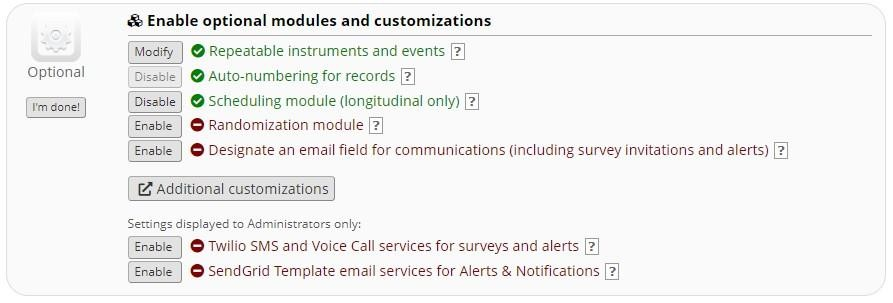 Enable optional modules and customizations
Optional
I'm done!
Modify Repeatable instruments and events ?
Disable Auto-numbering for records ?
Disable Scheduling module (longitudinal only) ?
Enable Randomization module ?
Enable Designate an email field for communications (including survey invitations and alerts) ?
Additional customizations
Settings displayed to Administrators only:
Enable Twilio SMS and Voice Call services for surveys and alerts ?
Enable SendGrid Template email services for Alerts & Notifications ?